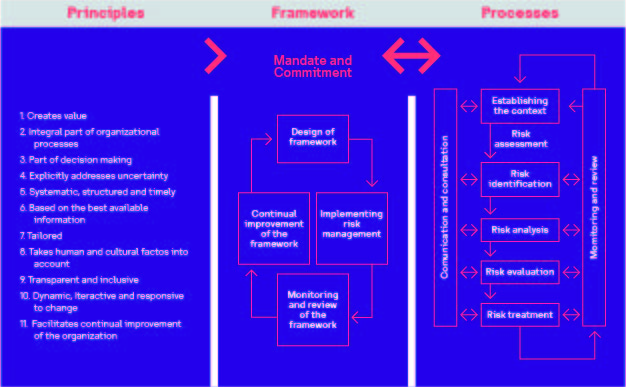 Principles
Framework
Processes
Mandate and
Commitment
1. Creates value
2. Integral part of organizational
processes
3. Part of decision making
4. Explicitly addresses uncertainty
5. Systematic, structured and timely
6. Based on the best available
information
7. Tailored
8. Takes human and cultural factos into
account
9. Transparent and inclusive
10. Dynamic, iteractive and responsive
to change
11. Facilitates continual improvement
of the organization
Design of
framework
Continual
improvement
of the framework
Implementing
risk
management
Monitoring
and review
of the
framework
Comunication and consultation
Establishing
the context
Risk
assessment
Risk
identification
Risk analysis
Risk evaluation
Risk treatment
Momitoring and review